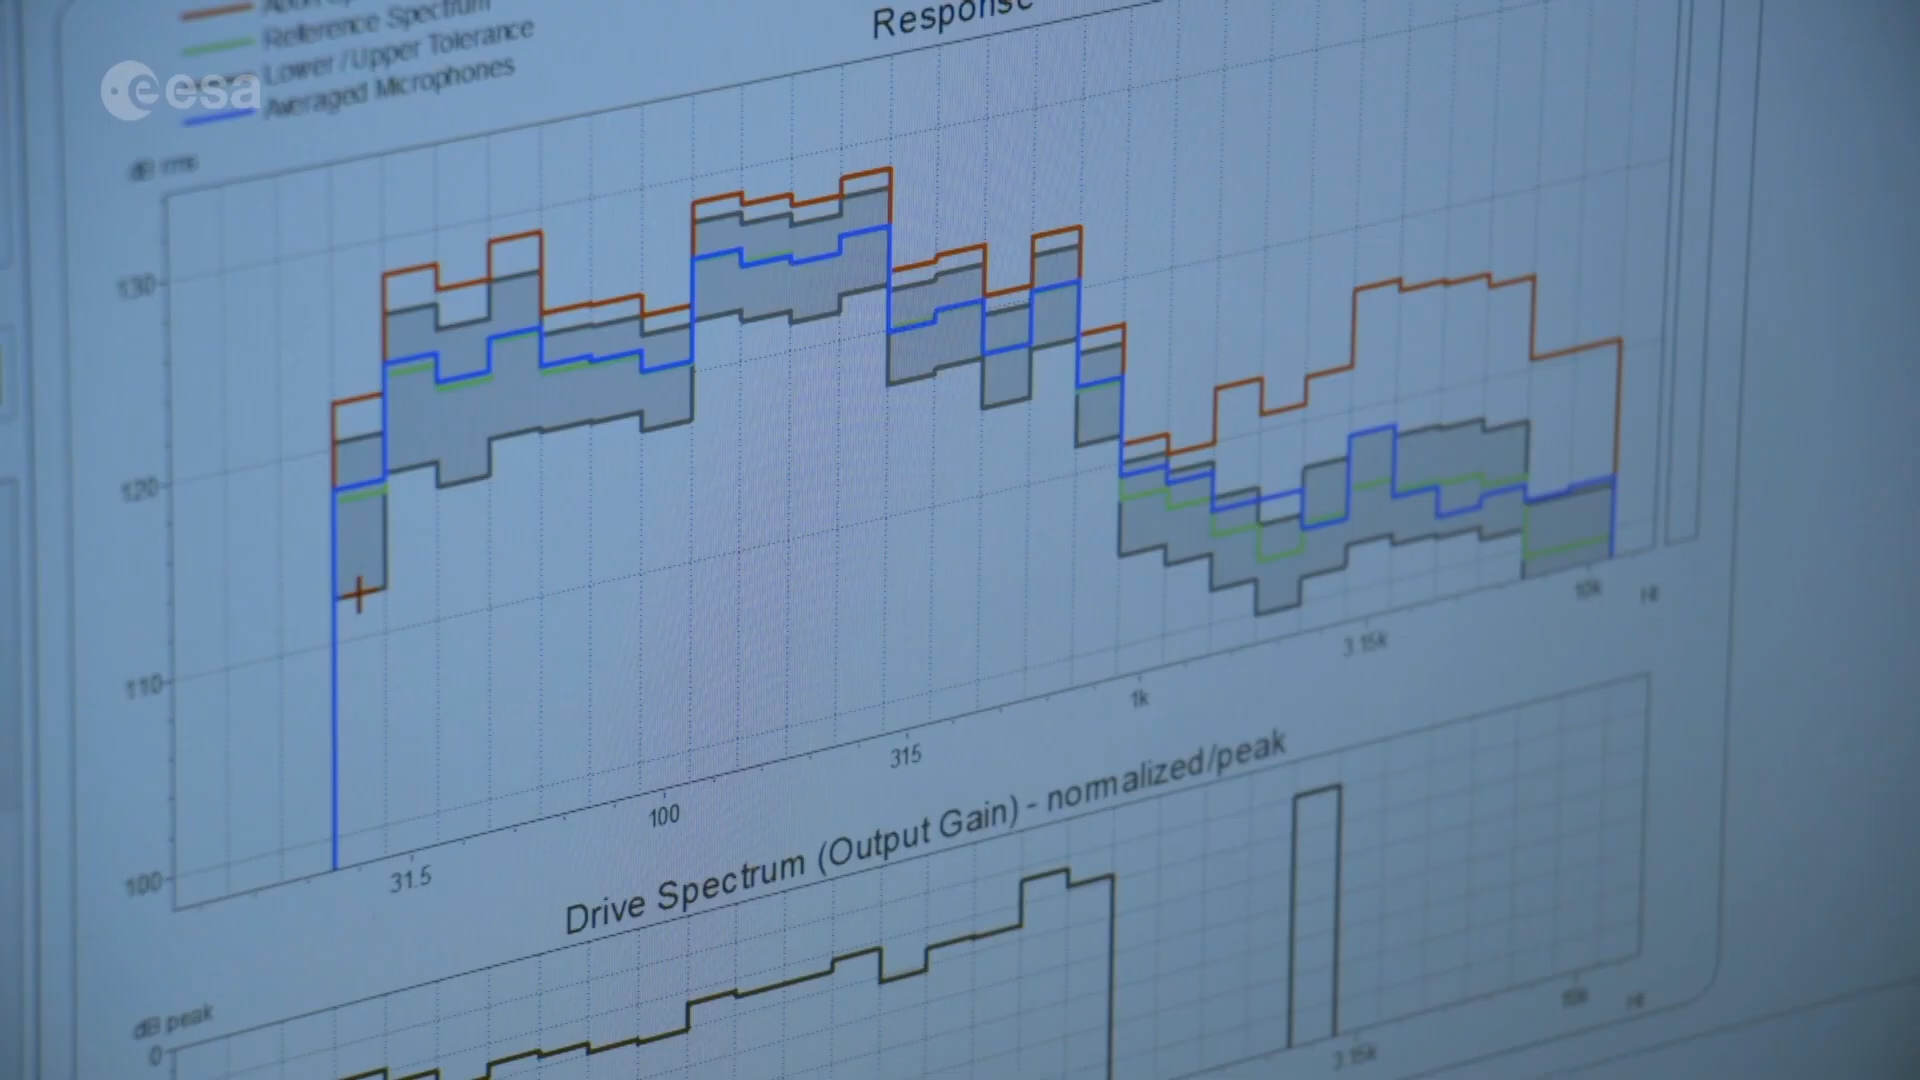 Reference Spectrum
Lower / Upper Tolerance
Averaged Microphones
esa
Response
dB rms
130
120
110
100
31.5
100
315
1k
3.15k
10k
Hz
Drive Spectrum (Output Gain) - normalized/peak
dB peak
0
3.15k
10k
Hz